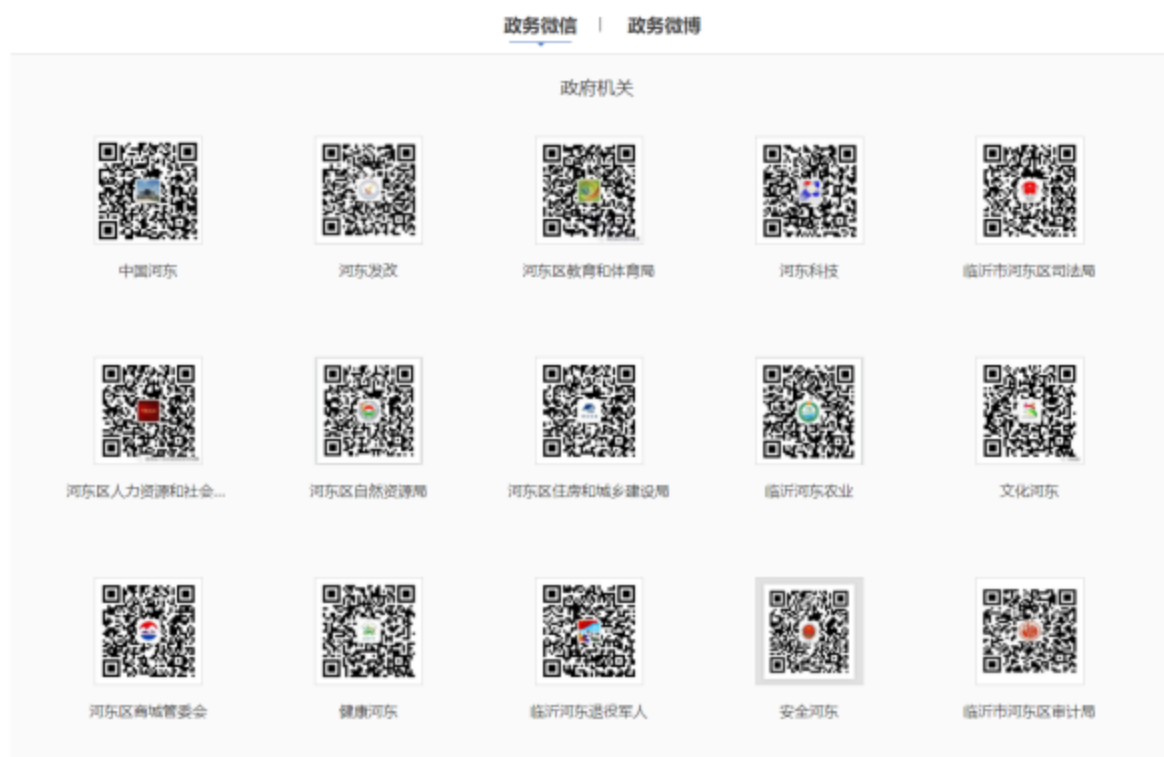 政务微信 | 政务微博
政府机关
中国河东 河东发改 河东区教育和体育局 河东科技 临沂市河东区司法局
河东区人力资源和社会... 河东区自然资源局 河东区住房和城乡建设局 临沂河东农业 文化河东
河东区商城管委会 健康河东 临沂河东退役军人 安全河东 临沂市河东区审计局